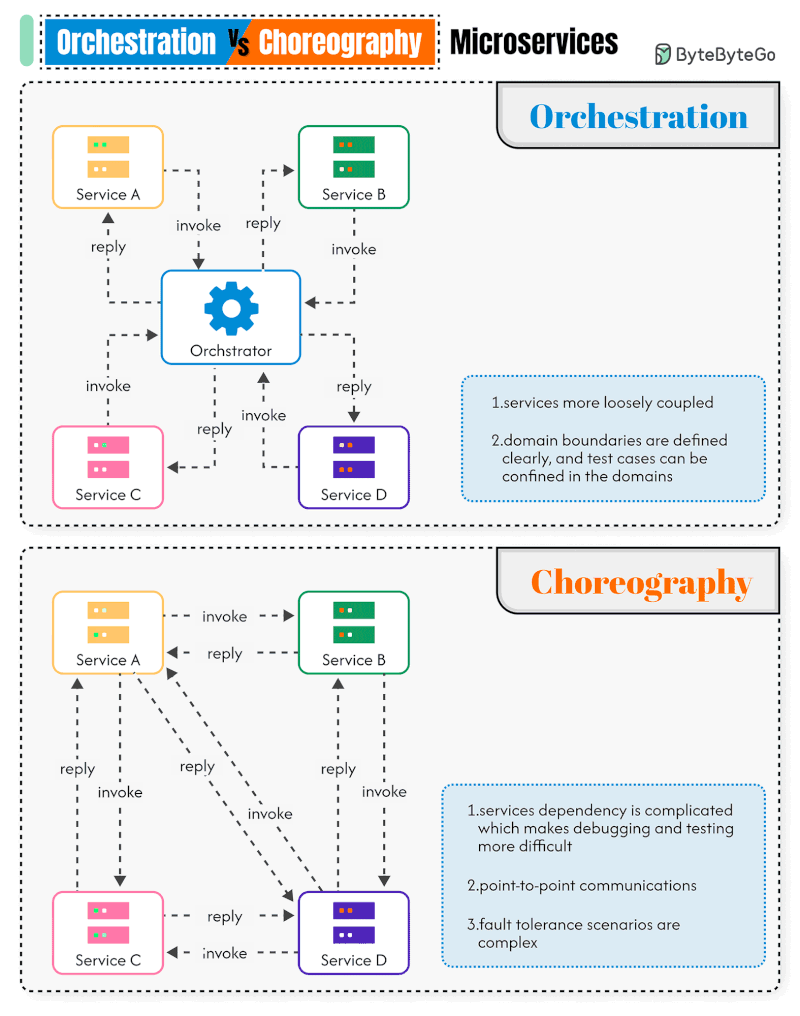 Orchestration vs Choreography Microservices
ByteByteGo
Orchestration
Service A
Service B
invoke
reply
reply
invoke
Orchstrator
invoke
reply
reply
invoke
Service C
Service D
1.services more loosely coupled
2.domain boundaries are defined
clearly, and test cases can be
confined in the domains
Choreography
Service A
invoke
Service B
reply
reply
invoke
reply
invoke
reply
invoke
Service C
reply
invoke
Service D
1.services dependency is complicated
which makes debugging and testing
more difficult
2.point-to-point communications
3.fault tolerance scenarios are
complex